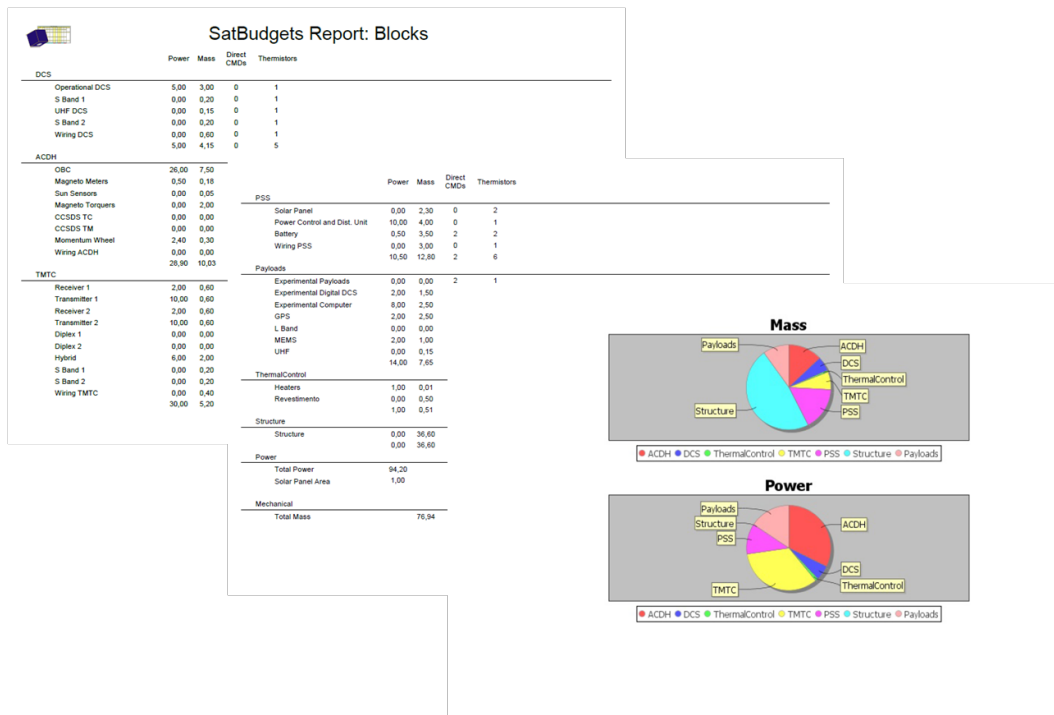 SatBudgets Report: Blocks
Power Mass Direct CMDs Thermistors
DCS
Operational DCS 5,00 3,00 0 1
S Band 1 0,00 0,20 0 1
UHF DCS 0,00 0,15 0 1
S Band 2 0,00 0,20 0 1
Wiring DCS 0,00 0,60 0 1
5,00 4,15 0 5
ACDH
OBC 26,00 7,50
Magneto Meters 0,50 0,18
Sun Sensors 0,00 0,05
Magneto Torquers 0,00 2,00
CCSDS TC 0,00 0,00
CCSDS TM 0,00 0,00
Momentum Wheel 2,40 0,30
Wiring ACDH 0,00 0,00
28,90 10,03
TMTC
Receiver 1 2,00 0,60
Transmitter 1 10,00 0,60
Receiver 2 2,00 0,60
Transmitter 2 10,00 0,60
Diplex 1 0,00 0,00
Diplex 2 0,00 0,00
Hybrid 6,00 2,00
S Band 1 0,00 0,20
S Band 2 0,00 0,20
Wiring TMTC 0,00 0,40
30,00 5,20
Power Mass Direct CMDs Thermistors
PSS
Solar Panel 0,00 2,30 0 2
Power Control and Dist. Unit 10,00 4,00 0 1
Battery 0,50 3,50 2 2
Wiring PSS 0,00 3,00 0 1
10,50 12,80 2 6
Payloads
Experimental Payloads 0,00 0,00 2 1
Experimental Digital DCS 2,00 1,50
Experimental Computer 8,00 2,50
GPS 2,00 2,50
L Band 0,00 0,00
MEMS 2,00 1,00
UHF 0,00 0,15
14,00 7,65
ThermalControl
Heaters 1,00 0,01
Revestimento 0,00 0,50
1,00 0,51
Structure
Structure 0,00 36,60
0,00 36,60
Power
Total Power 94,20
Solar Panel Area 1,00
Mechanical
Total Mass 76,94
Mass
Payloads
ACDH
DCS
ThermalControl
TMTC
PSS
Structure
ACDH DCS ThermalControl TMTC PSS Structure Payloads
Power
Payloads
Structure
PSS
ACDH
DCS
ThermalControl
TMTC
ACDH DCS ThermalControl TMTC PSS Structure Payloads